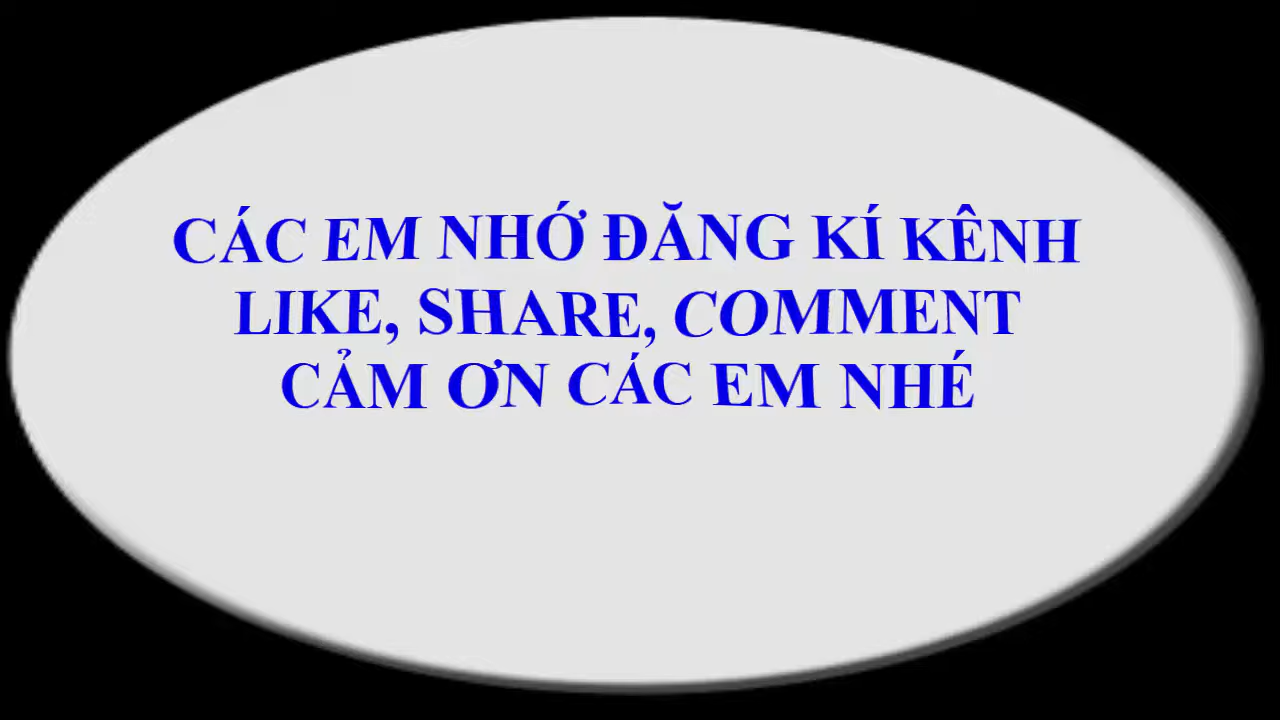 CÁC EM NHỚ ĐĂNG KÍ KÊNH
LIKE, SHARE, COMMENT
CẢM ƠN CÁC EM NHÉ